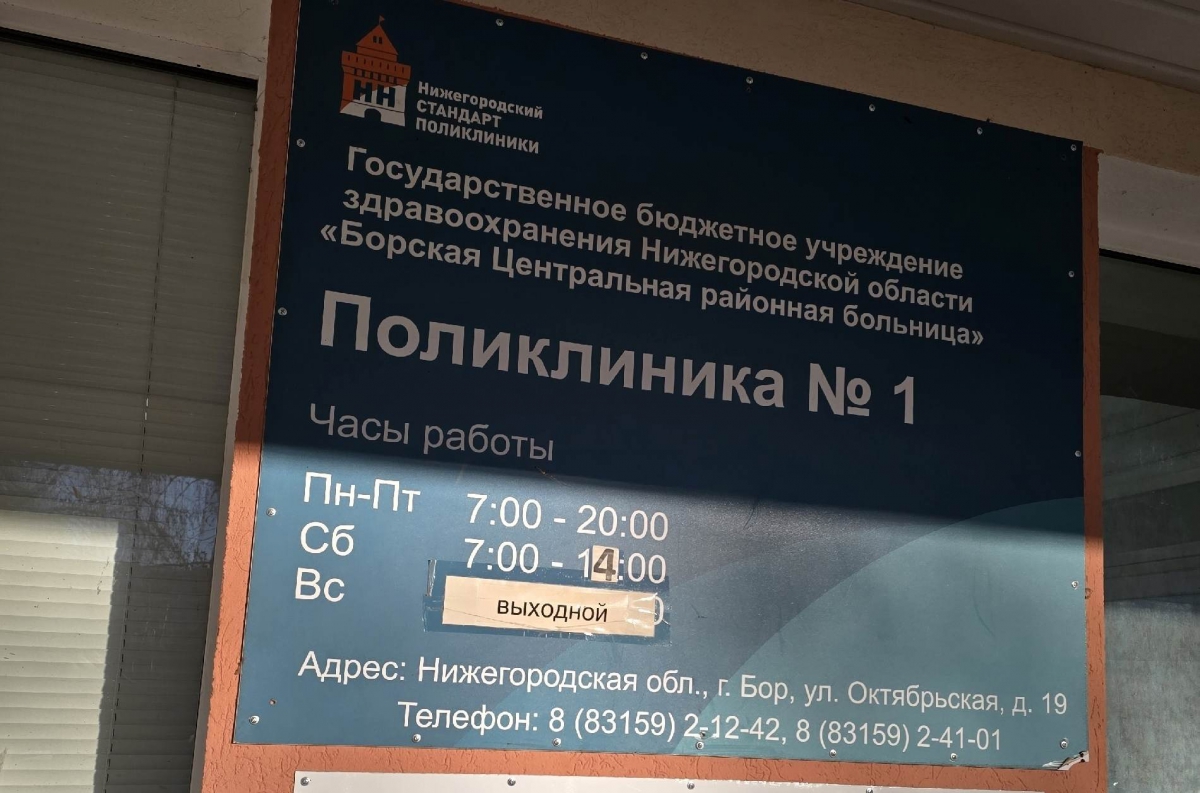 НН
Нижегородский
СТАНДАРТ
ПОЛИКЛИНИКИ
Государственное бюджетное учреждение
здравоохранения Нижегородской области
«Борская Центральная районная больница»
Поликлиника № 1
Часы работы
Пн-Пт 7:00 - 20:00
Сб 7:00 - 14:00
Вс выходной
Адрес: Нижегородская обл., г. Бор, ул. Октябрьская, д. 19
Телефон: 8 (83159) 2-12-42, 8 (83159) 2-41-01